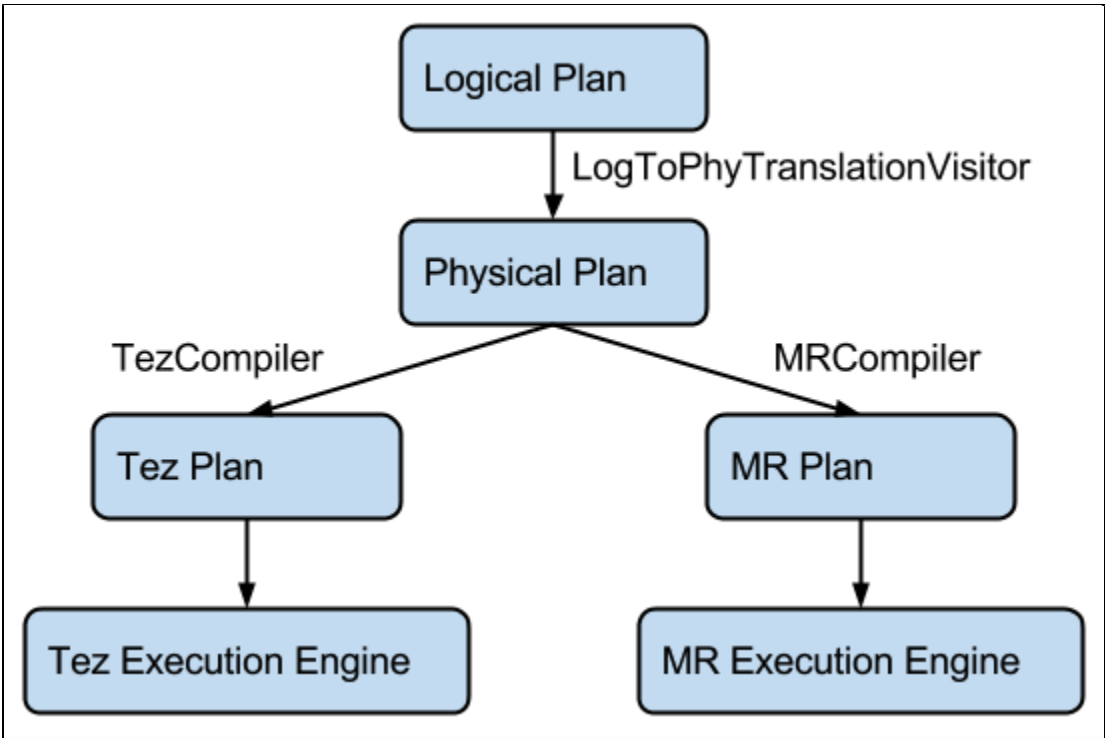 Logical Plan
LogToPhyTranslationVisitor
Physical Plan
TezCompiler
MRCompiler
Tez Plan
MR Plan
Tez Execution Engine
MR Execution Engine